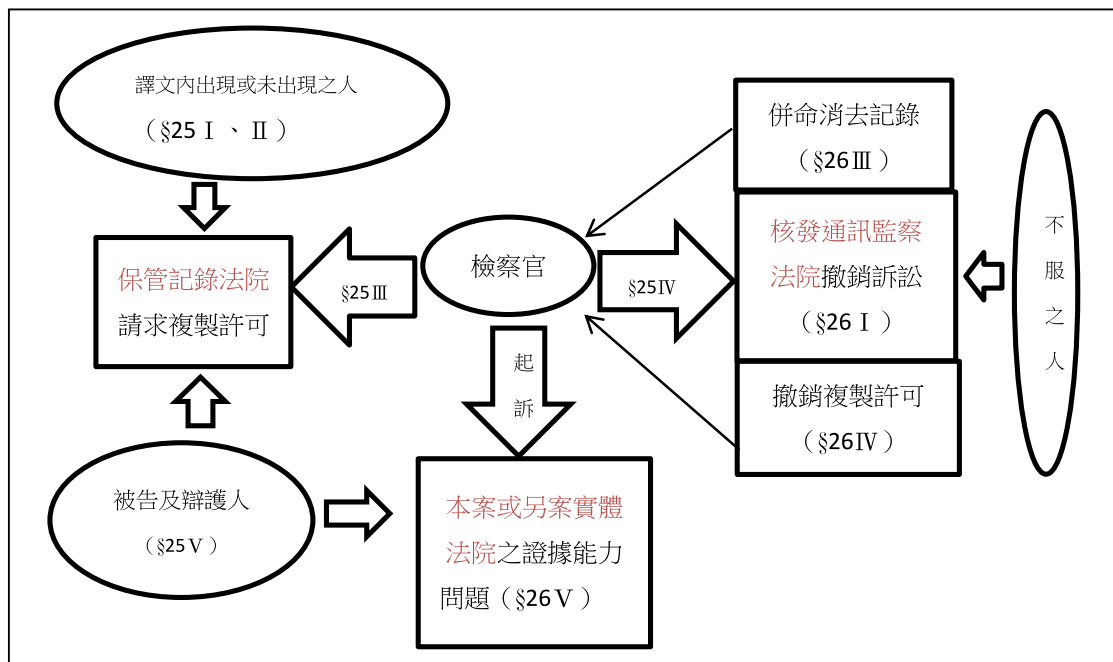 譯文內出現或未出現之人
（§25Ⅰ、Ⅱ）
保管記錄法院
請求複製許可
被告及辯護人
（§25Ⅴ）
§25Ⅲ
檢察官
§25Ⅳ
起訴
本案或另案實體
法院之證據能力
問題（§26Ⅴ）
併命消去記錄
（§26Ⅲ）
核發通訊監察
法院撤銷訴訟
（§26Ⅰ）
撤銷複製許可
（§26Ⅳ）
不服之人